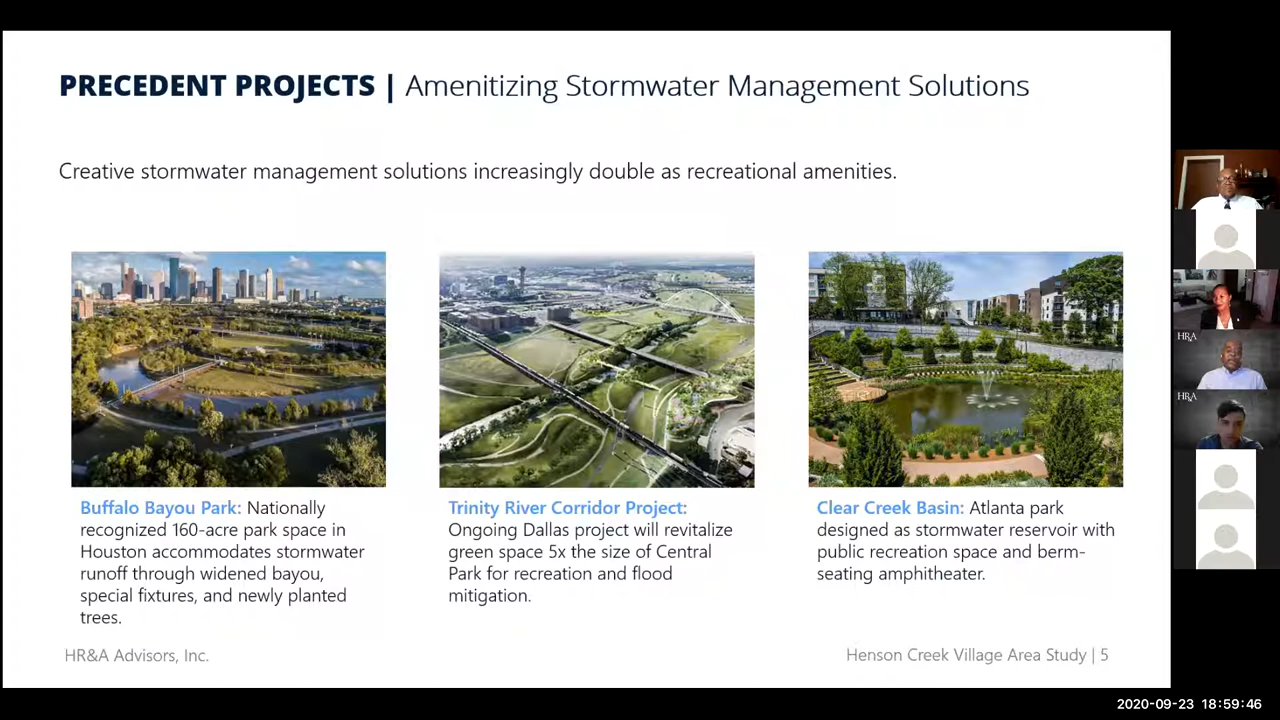 PRECEDENT PROJECTS | Amenitizing Stormwater Management Solutions
Creative stormwater management solutions increasingly double as recreational amenities.
Buffalo Bayou Park: Nationally
recognized 160-acre park space in
Houston accommodates stormwater
runoff through widened bayou,
special fixtures, and newly planted
trees.
Trinity River Corridor Project:
Ongoing Dallas project will revitalize
green space 5x the size of Central
Park for recreation and flood
mitigation.
Clear Creek Basin: Atlanta park
designed as stormwater reservoir with
public recreation space and berm-
seating amphitheater.
HR&A Advisors, Inc.
Henson Creek Village Area Study | 5
HR&A
HR&A
2020-09-23 18:59:46